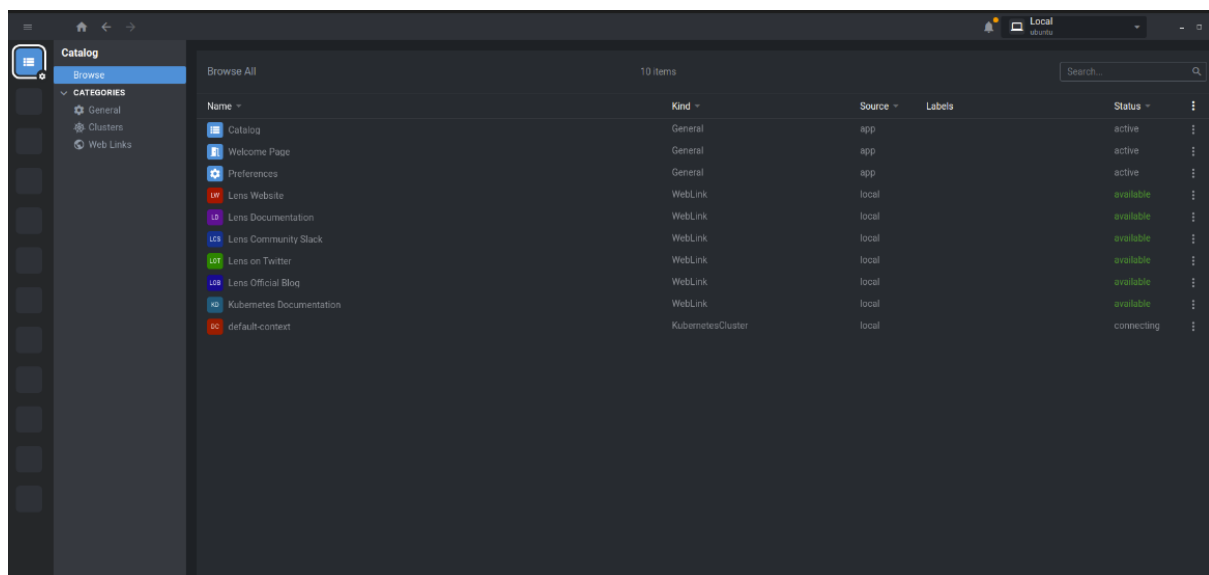 Local
ubuntu
Catalog
Browse
CATEGORIES
General
Clusters
Web Links
Browse All 10 items Search...
Name Kind Source Labels Status
Catalog General app active
Welcome Page General app active
Preferences General app active
LW Lens Website WebLink local available
LD Lens Documentation WebLink local available
LCS Lens Community Slack WebLink local available
LOT Lens on Twitter WebLink local available
LOB Lens Official Blog WebLink local available
KD Kubernetes Documentation WebLink local available
DC default-context KubernetesCluster local connecting